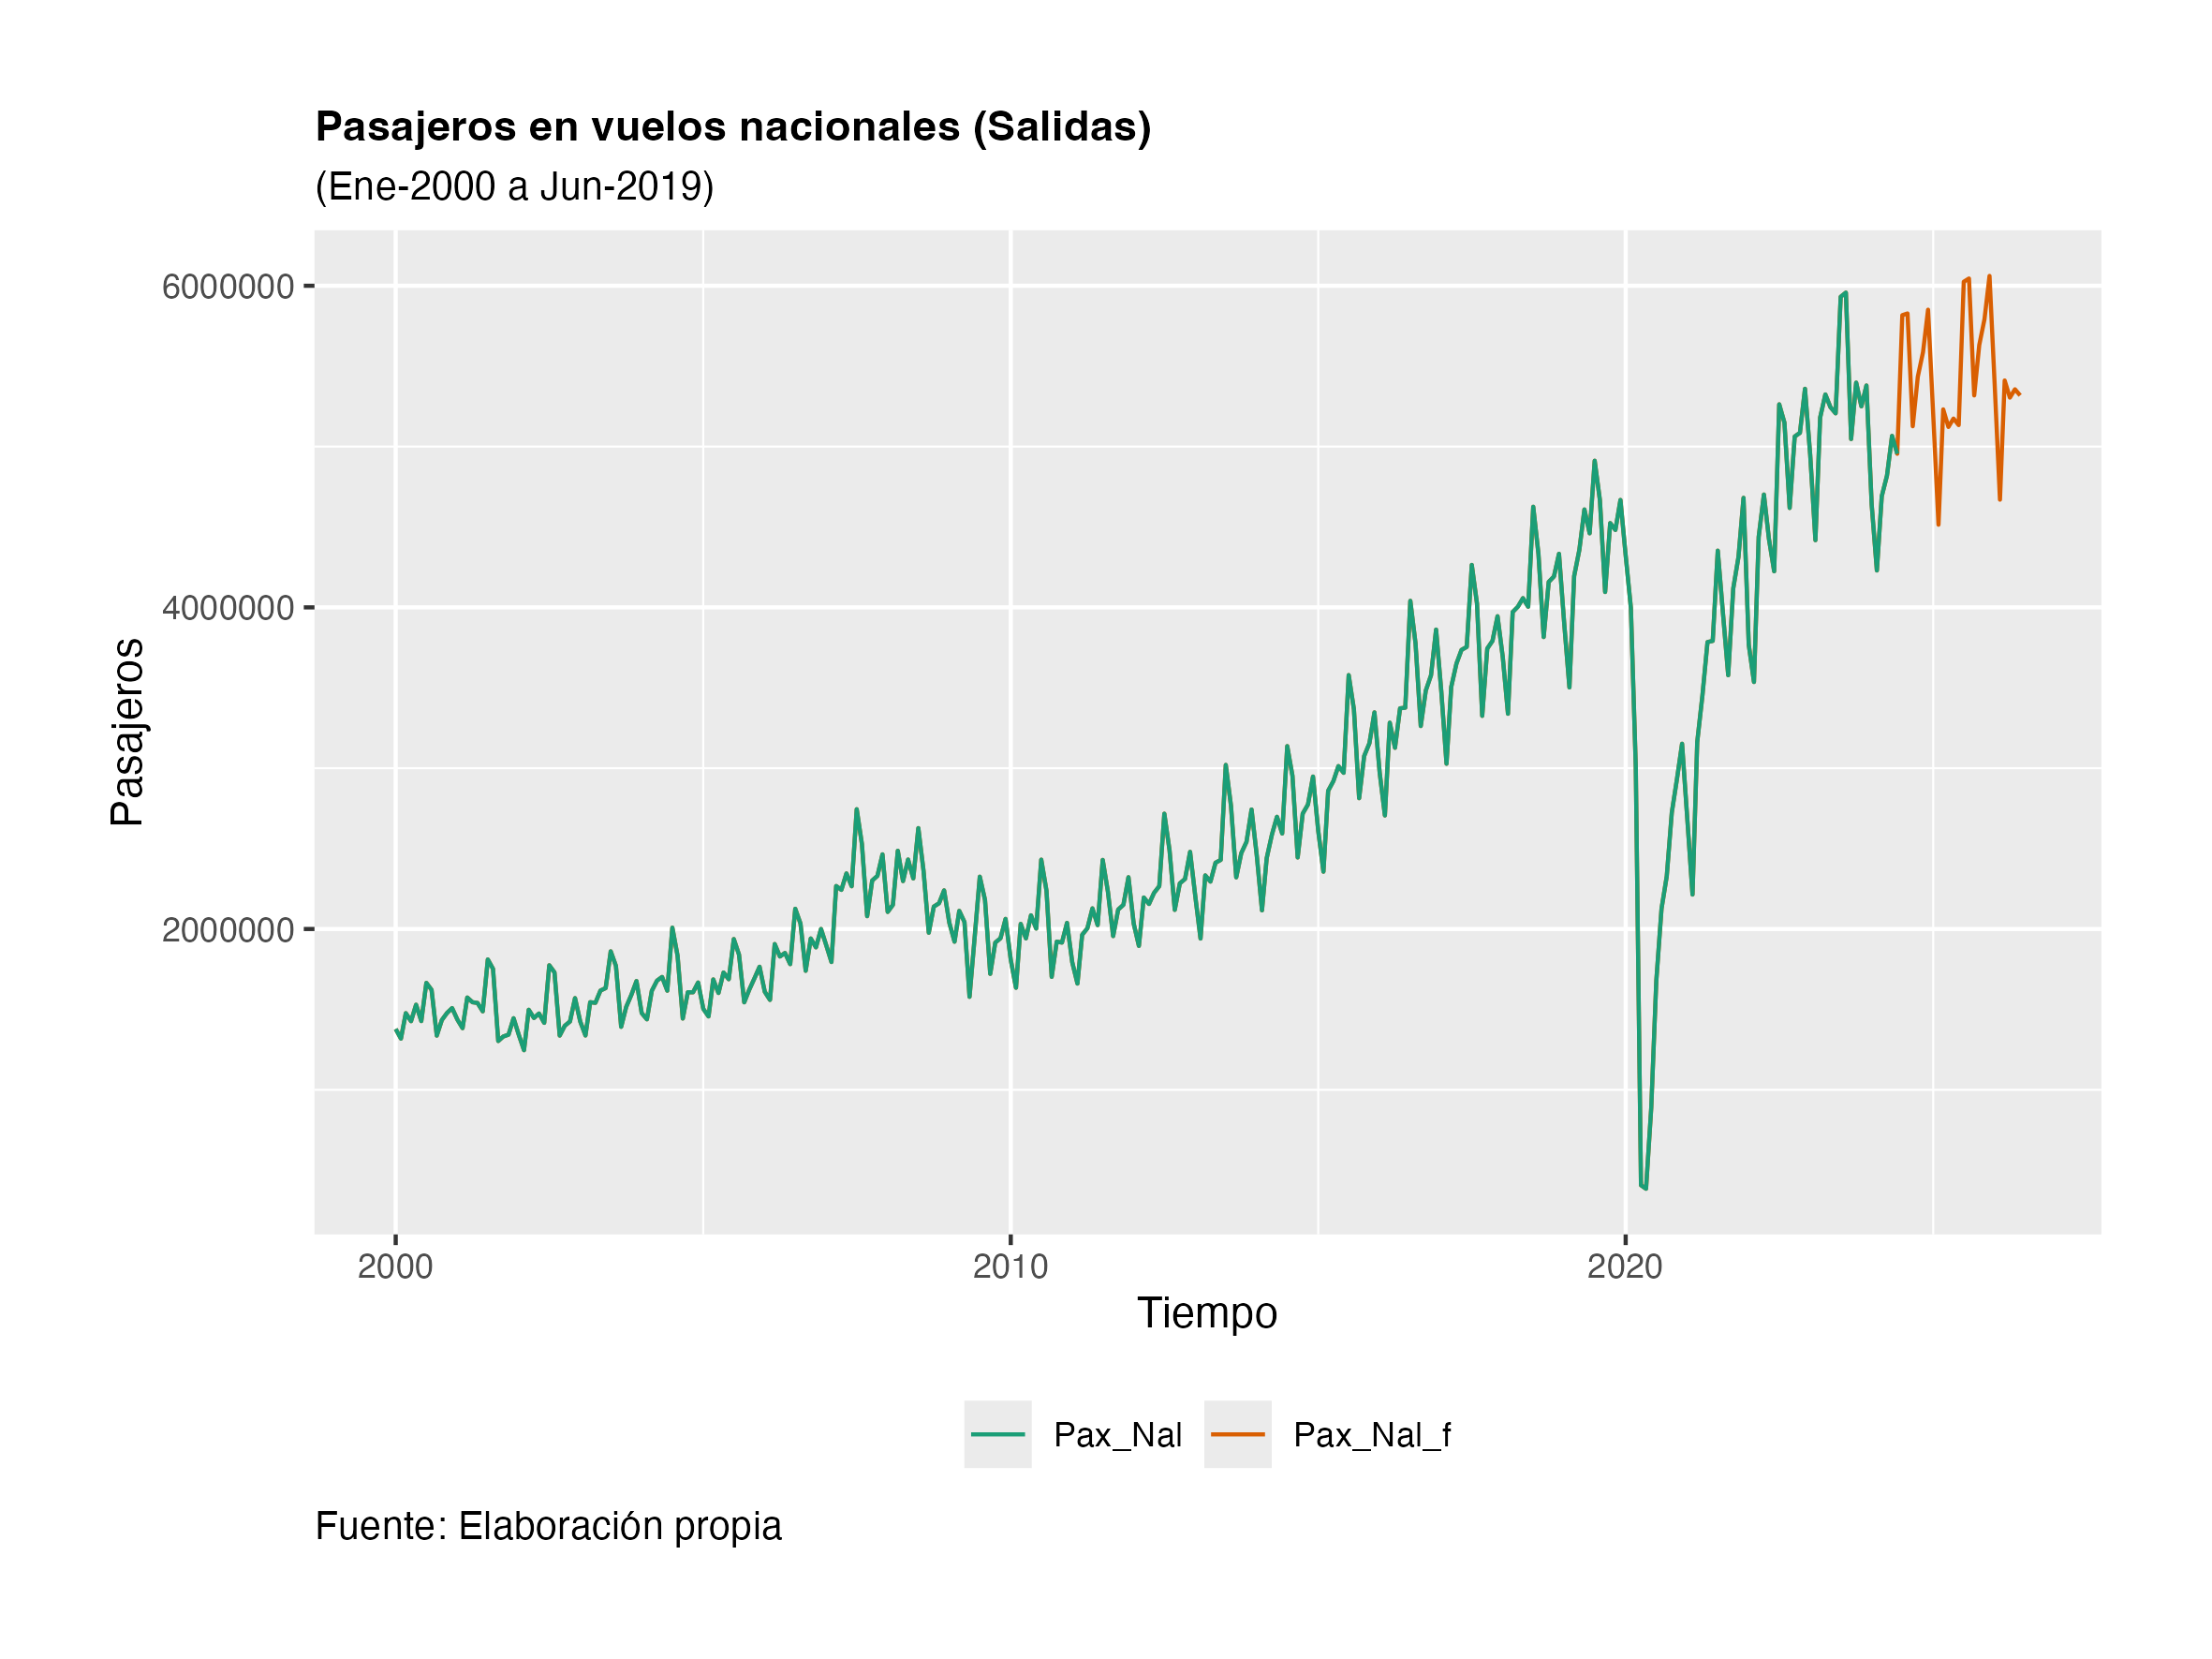 Pasajeros en vuelos nacionales (Salidas)
(Ene-2000 a Jun-2019)
6000000
4000000
2000000
Pasajeros
2000 2010 2020
Tiempo
Pax_Nal Pax_Nal_f
Fuente: Elaboración propia